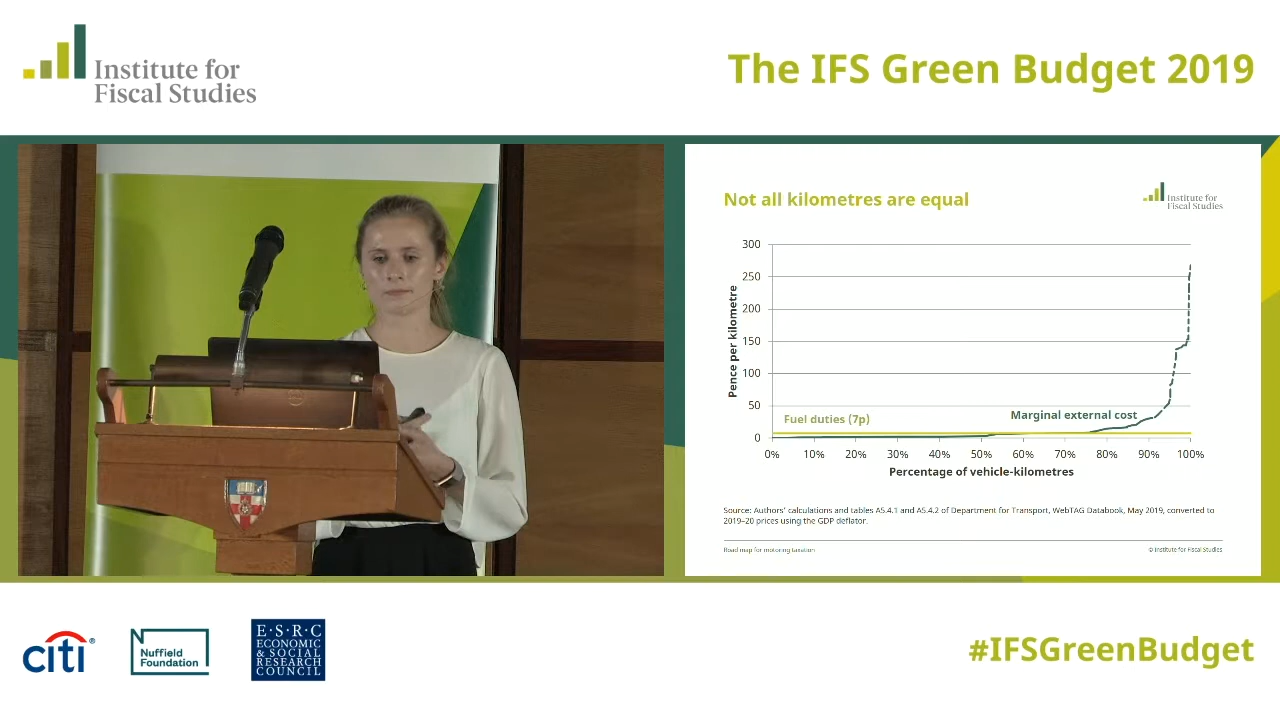 Institute for
Fiscal Studies
The IFS Green Budget 2019
Not all kilometres are equal
Institute for
Fiscal Studies
Pence per kilometre
300
250
200
150
100
50
0
Fuel duties (7p)
Marginal external cost
0% 10% 20% 30% 40% 50% 60% 70% 80% 90% 100%
Percentage of vehicle-kilometres
Source: Authors' calculations and tables A5.4.1 and A5.4.2 of Department for Transport, WebTAG Databook, May 2019, converted to
2019–20 prices using the GDP deflator.
Road map for motoring taxation
© Institute for Fiscal Studies
citi®
Nuffield
Foundation
E·S·R·C
ECONOMIC
& SOCIAL
RESEARCH
COUNCIL
#IFSGreenBudget